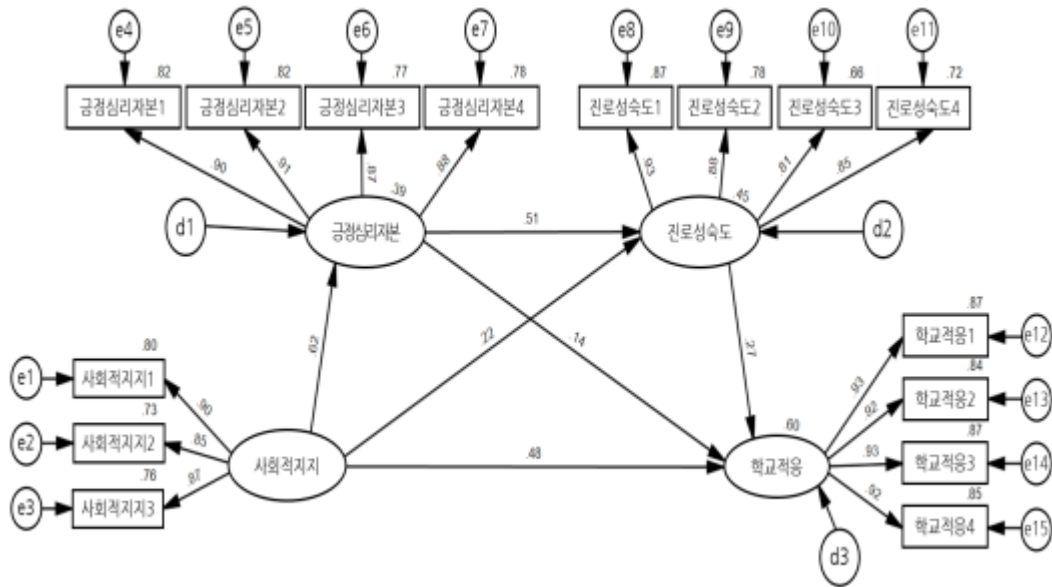 e4
e5
e6
e7
e8
e9
e10
e11
.82
.82
.77
.78
.87
.78
.66
.72
긍정심리자본1
긍정심리자본2
긍정심리자본3
긍정심리자본4
진로성숙도1
진로성숙도2
진로성숙도3
진로성숙도4
.90
.91
.87
.88
.93
.88
.81
.85
.39
.45
d1
긍정심리자본
.51
진로성숙도
d2
.62
.22
.14
.27
.80
e1
사회적지지1
.90
.73
e2
사회적지지2
.85
.76
e3
사회적지지3
.87
사회적지지
.48
.60
학교적응
d3
.87
학교적응1
e12
.93
.84
학교적응2
e13
.92
.87
학교적응3
e14
.93
.85
학교적응4
e15
.92